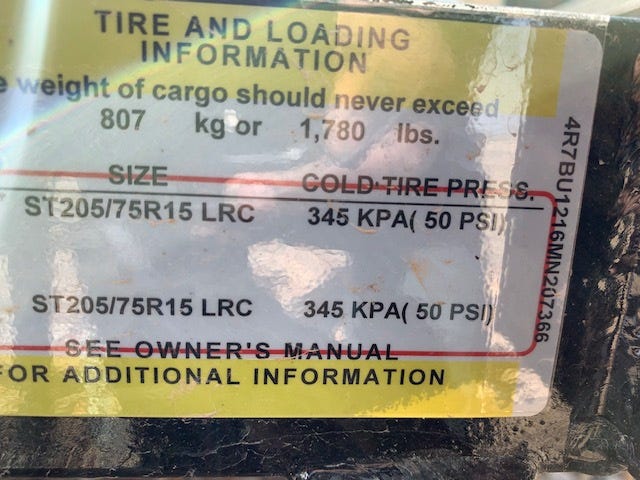 TIRE AND LOADING
INFORMATION
e weight of cargo should never exceed
807 kg or 1,780 lbs.
SIZE COLD TIRE PRESS.
ST205/75R15 LRC 345 KPA( 50 PSI)
ST205/75R15 LRC 345 KPA( 50 PSI)
SEE OWNER'S MANUAL
FOR ADDITIONAL INFORMATION
4R7BU1216MN207366